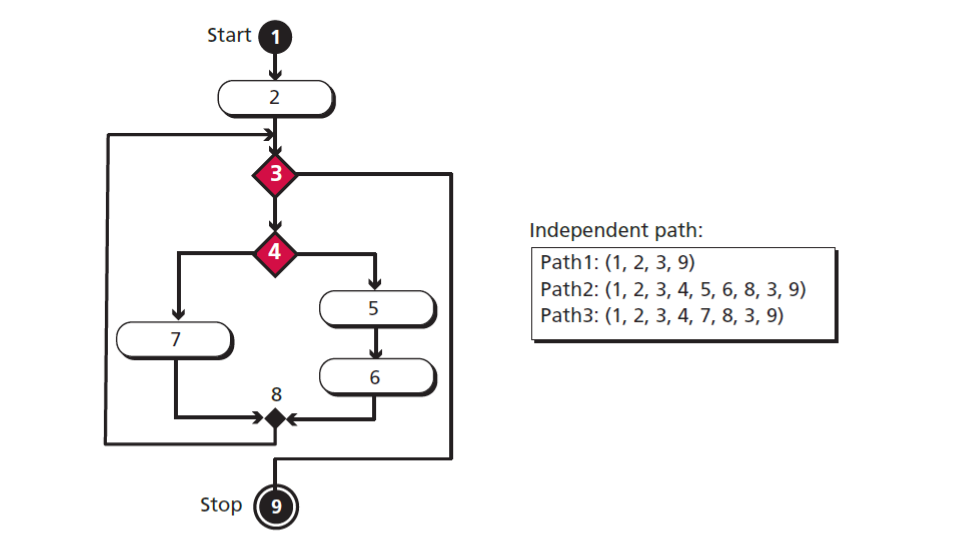 Start 1
2
3
4
5
7
6
8
Stop 9
Independent path:
Path1: (1, 2, 3, 9)
Path2: (1, 2, 3, 4, 5, 6, 8, 3, 9)
Path3: (1, 2, 3, 4, 7, 8, 3, 9)